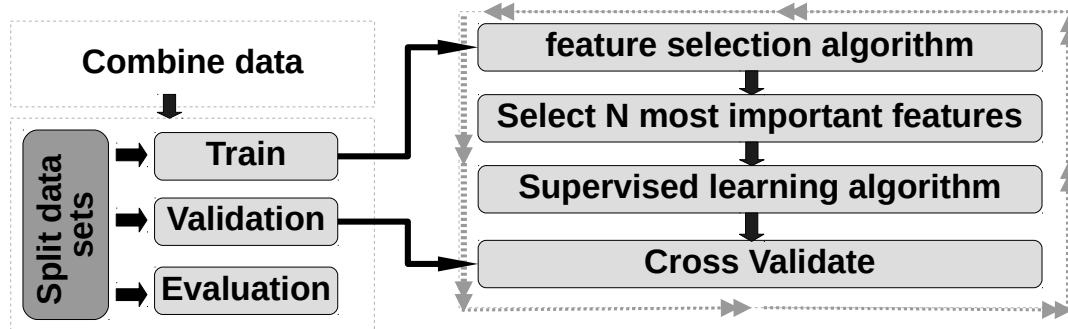 Combine data
Split data
sets
Train
Validation
Evaluation
feature selection algorithm
Select N most important features
Supervised learning algorithm
Cross Validate